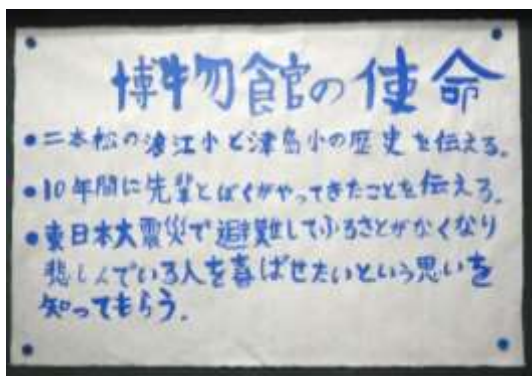 博物館の使命
●二本松の浪江小と津島小の歴史を伝える。
●10年間に先輩とぼくがやってきたことを伝える。
●東日本大震災で避難してふるさとがなくなり
悲しんでいる人を喜ばせたいという思いを
知ってもらう。